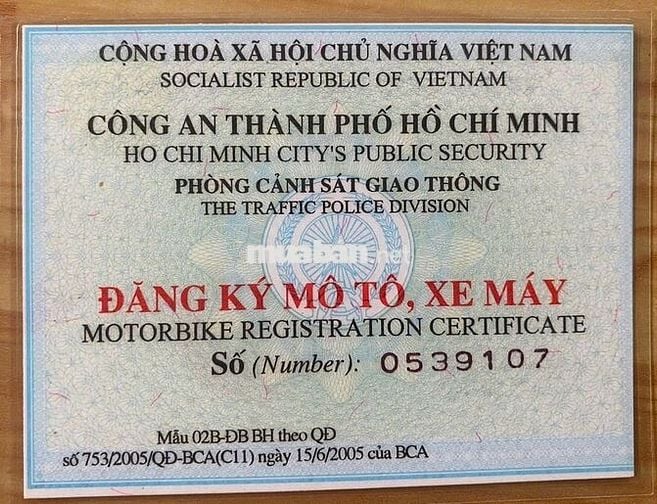 CỘNG HOÀ XÃ HỘI CHỦ NGHĨA VIỆT NAM
SOCIALIST REPUBLIC OF VIETNAM
CÔNG AN THÀNH PHỐ HỒ CHÍ MINH
HO CHI MINH CITY'S PUBLIC SECURITY
PHÒNG CẢNH SÁT GIAO THÔNG
THE TRAFFIC POLICE DIVISION
muaban.net
ĐĂNG KÝ MÔ TÔ, XE MÁY
MOTORBIKE REGISTRATION CERTIFICATE
Số (Number): 0539107
Mẫu 02B-ĐB BH theo QĐ
số 753/2005/QĐ-BCA(C11) ngày 15/6/2005 của BCA